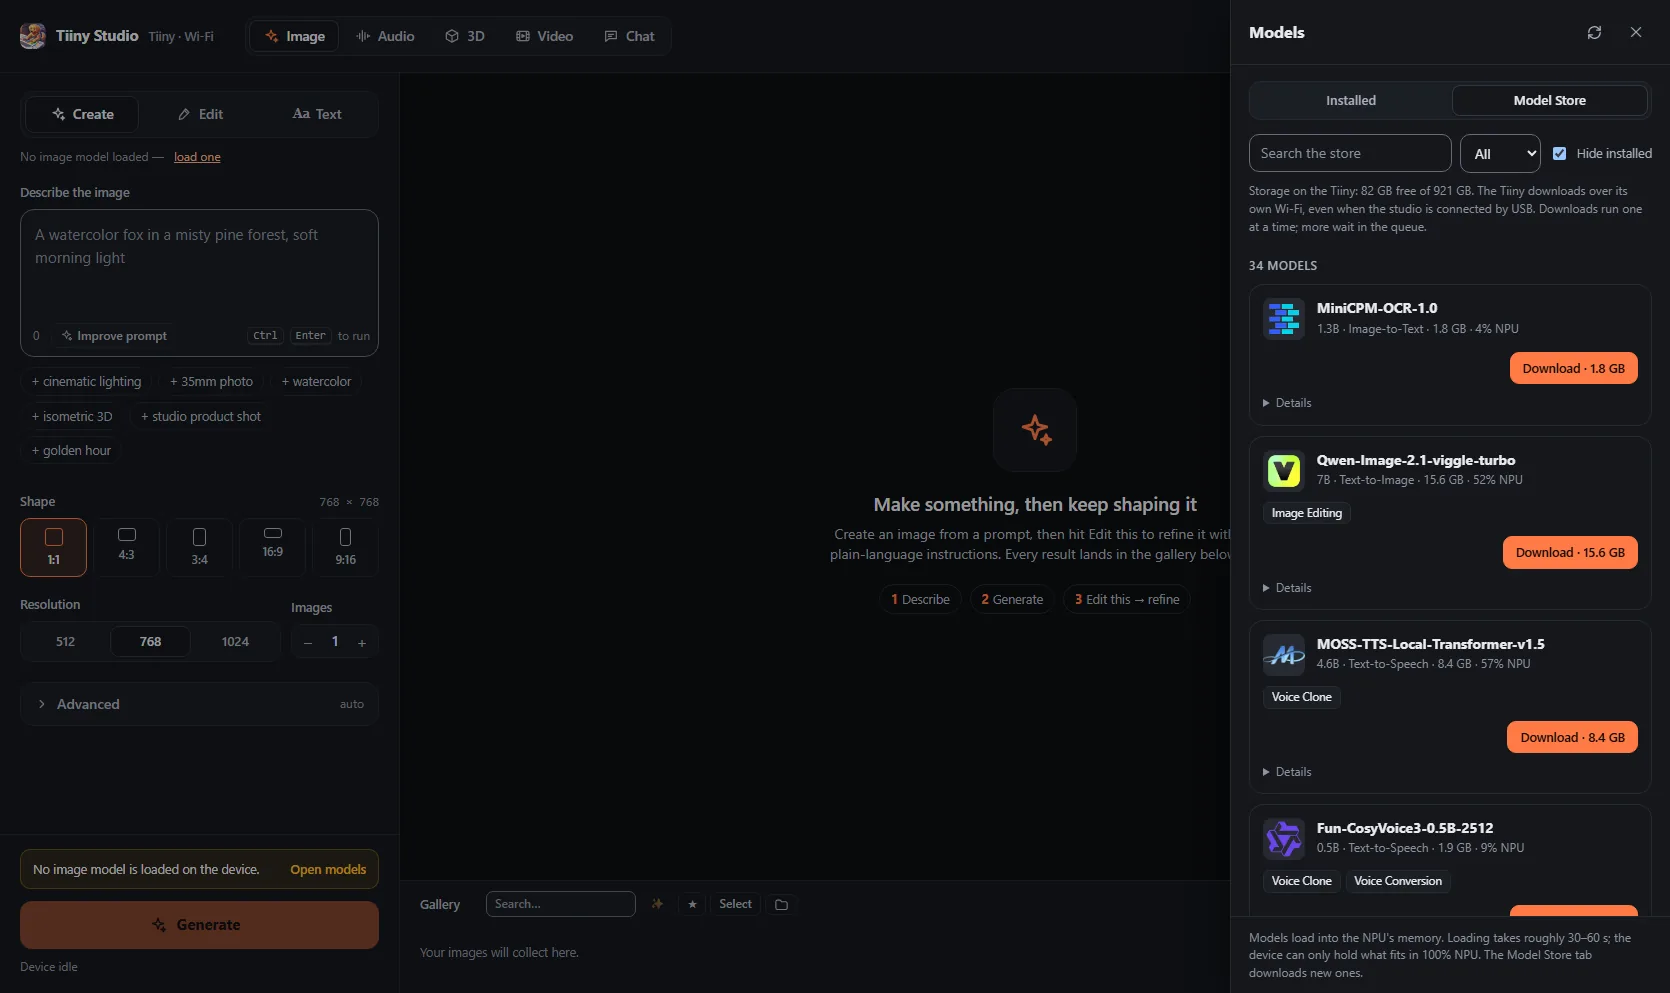 Tiiny Studio Tiiny · Wi-Fi
Image
Audio
3D
Video
Chat
Create
Edit
Aa Text
No image model loaded — load one
Describe the image
A watercolor fox in a misty pine forest, soft
morning light
0
Improve prompt
Ctrl Enter to run
+ cinematic lighting
+ 35mm photo
+ watercolor
+ isometric 3D
+ studio product shot
+ golden hour
Shape
768 × 768
1:1
4:3
3:4
16:9
9:16
Resolution
Images
512
768
1024
– 1 +
Advanced
auto
No image model is loaded on the device.
Open models
Generate
Device idle
Make something, then keep shaping it
Create an image from a prompt, then hit Edit this to refine it
plain-language instructions. Every result lands in the gallery
1 Describe
2 Generate
3 Edit this → refine
Gallery
Search...
Select
Your images will collect here.
Models
Installed
Model Store
Search the store
All
Hide installed
Storage on the Tiiny: 82 GB free of 921 GB. The Tiiny downloads over its
own Wi-Fi, even when the studio is connected by USB. Downloads run one
at a time; more wait in the queue.
34 MODELS
MiniCPM-OCR-1.0
1.3B · Image-to-Text · 1.8 GB · 4% NPU
Download · 1.8 GB
Details
Qwen-Image-2.1-viggle-turbo
7B · Text-to-Image · 15.6 GB · 52% NPU
Image Editing
Download · 15.6 GB
Details
MOSS-TTS-Local-Transformer-v1.5
4.6B · Text-to-Speech · 8.4 GB · 57% NPU
Voice Clone
Download · 8.4 GB
Details
Fun-CosyVoice3-0.5B-2512
0.5B · Text-to-Speech · 1.9 GB · 9% NPU
Voice Clone
Voice Conversion
Models load into the NPU's memory. Loading takes roughly 30–60 s; the
device can only hold what fits in 100% NPU. The Model Store tab
downloads new ones.